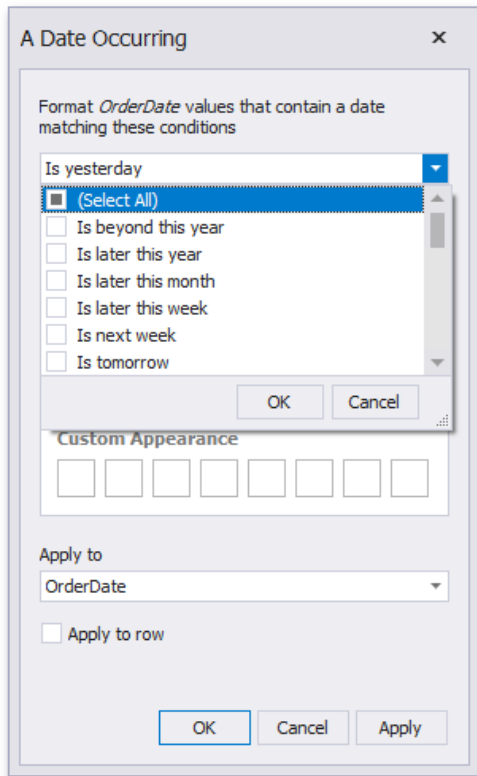 A Date Occurring
Format OrderDate values that contain a date
matching these conditions
Is yesterday
(Select All)
Is beyond this year
Is later this year
Is later this month
Is later this week
Is next week
Is tomorrow
OK Cancel
Custom Appearance
Apply to
OrderDate
Apply to row
OK Cancel Apply